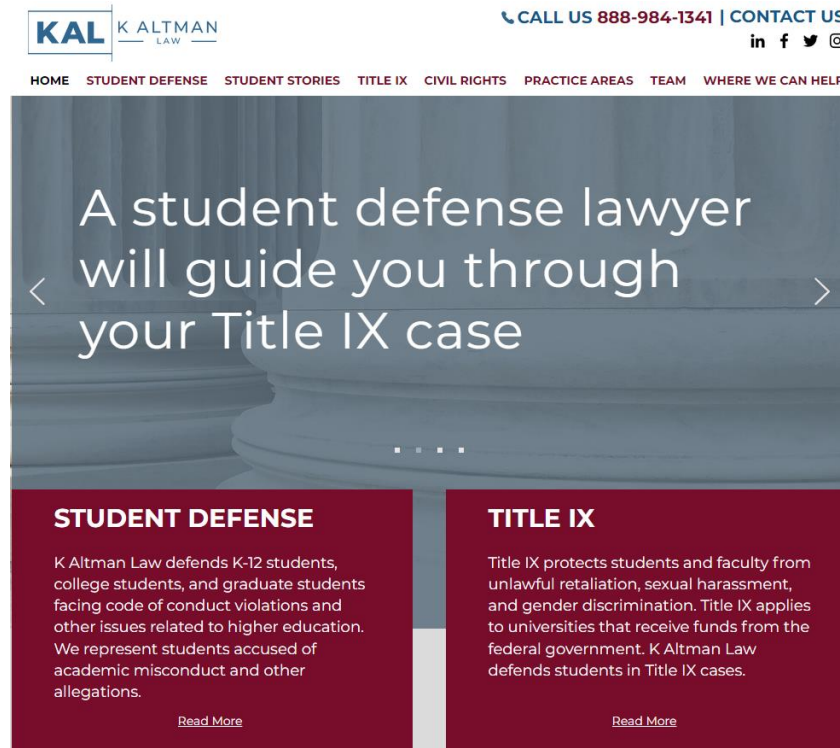 KAL K ALTMAN
LAW
CALL US 888-984-1341 | CONTACT US
HOME STUDENT DEFENSE STUDENT STORIES TITLE IX CIVIL RIGHTS PRACTICE AREAS TEAM WHERE WE CAN HELP
A student defense lawyer
will guide you through
your Title IX case
STUDENT DEFENSE
K Altman Law defends K-12 students,
college students, and graduate students
facing code of conduct violations and
other issues related to higher education.
We represent students accused of
academic misconduct and other
allegations.
Read More
TITLE IX
Title IX protects students and faculty from
unlawful retaliation, sexual harassment,
and gender discrimination. Title IX applies
to universities that receive funds from the
federal government. K Altman Law
defends students in Title IX cases.
Read More